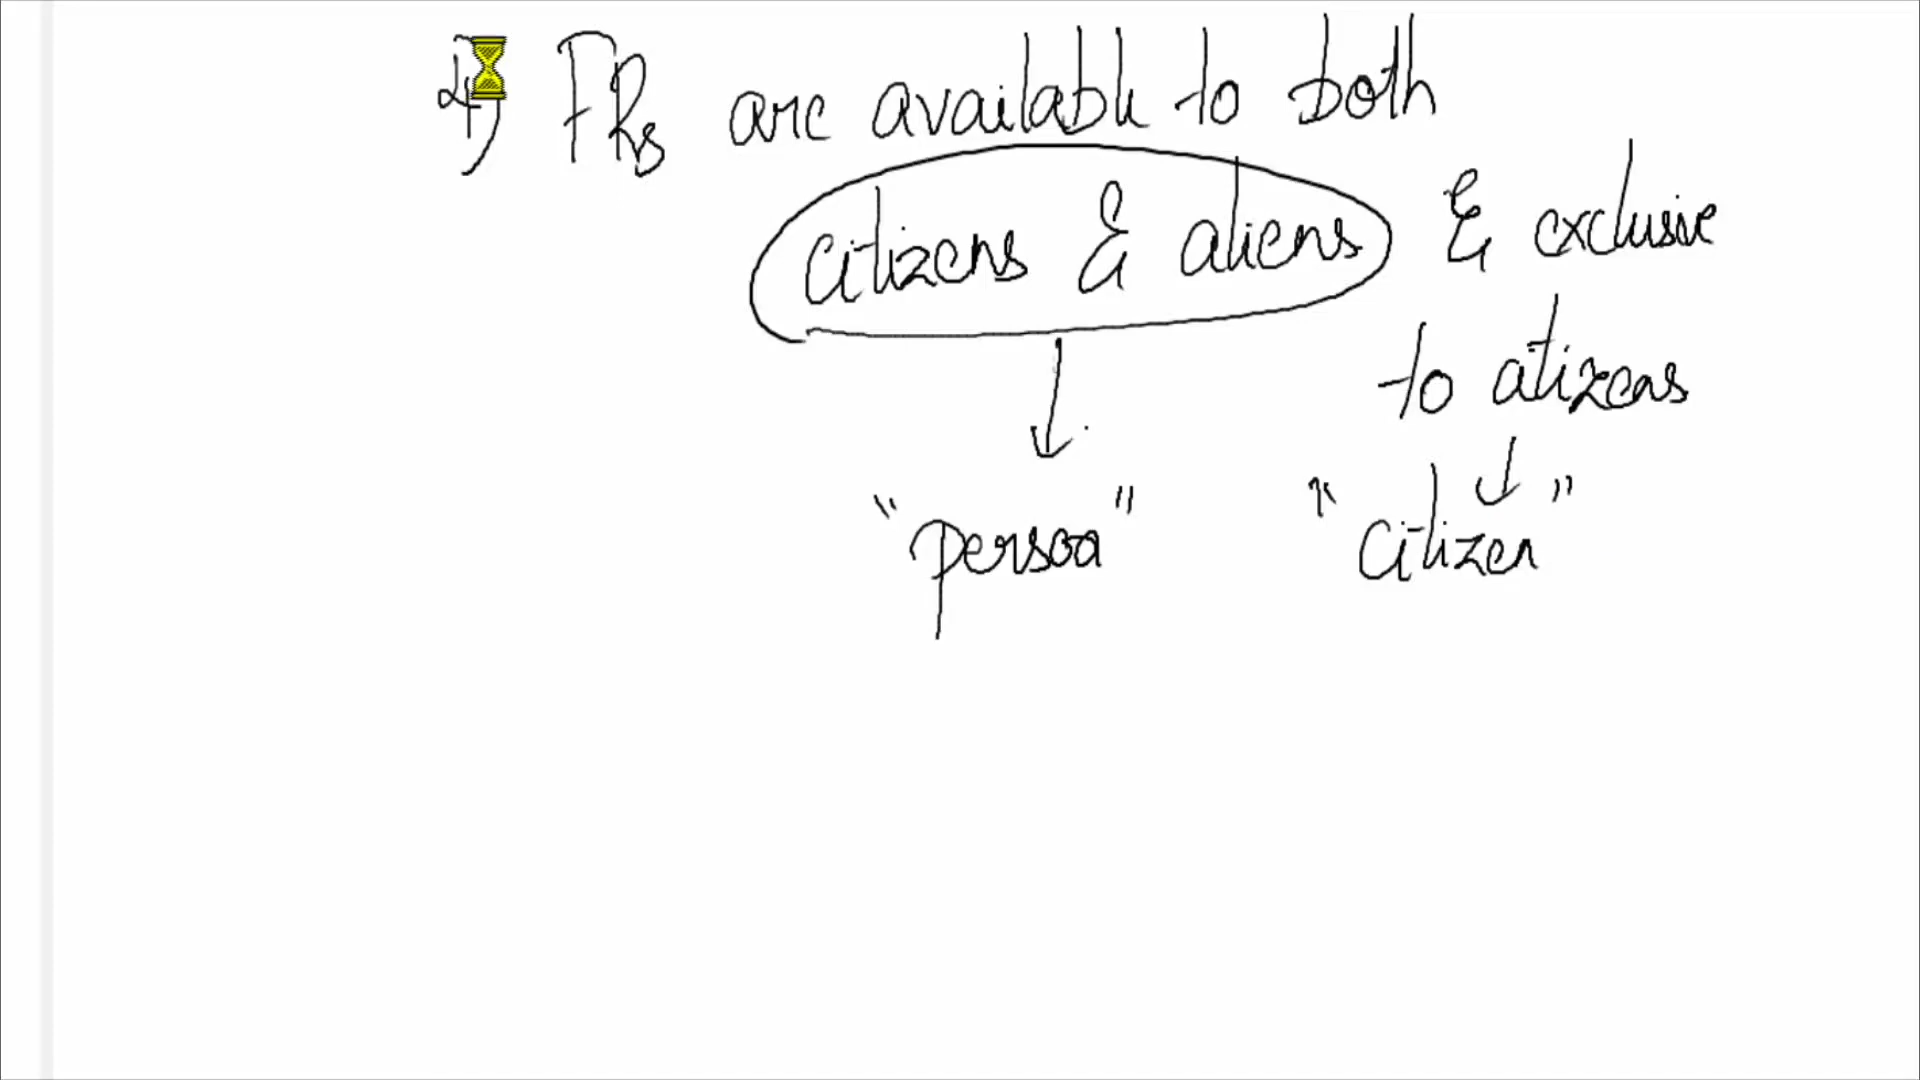 4) FRs are available to both
citizens & aliens & exclusive
to citizens
"person" "citizen"